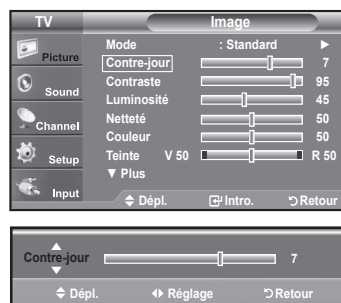 TV Image
Picture
Sound
Channel
Setup
Input
Mode : Standard ►
Contre-jour 7
Contraste 95
Luminosité 45
Netteté 50
Couleur 50
Teinte V 50 R 50
▼ Plus
Dépl. Intro. Retour
Contre-jour 7
Dépl. Réglage Retour